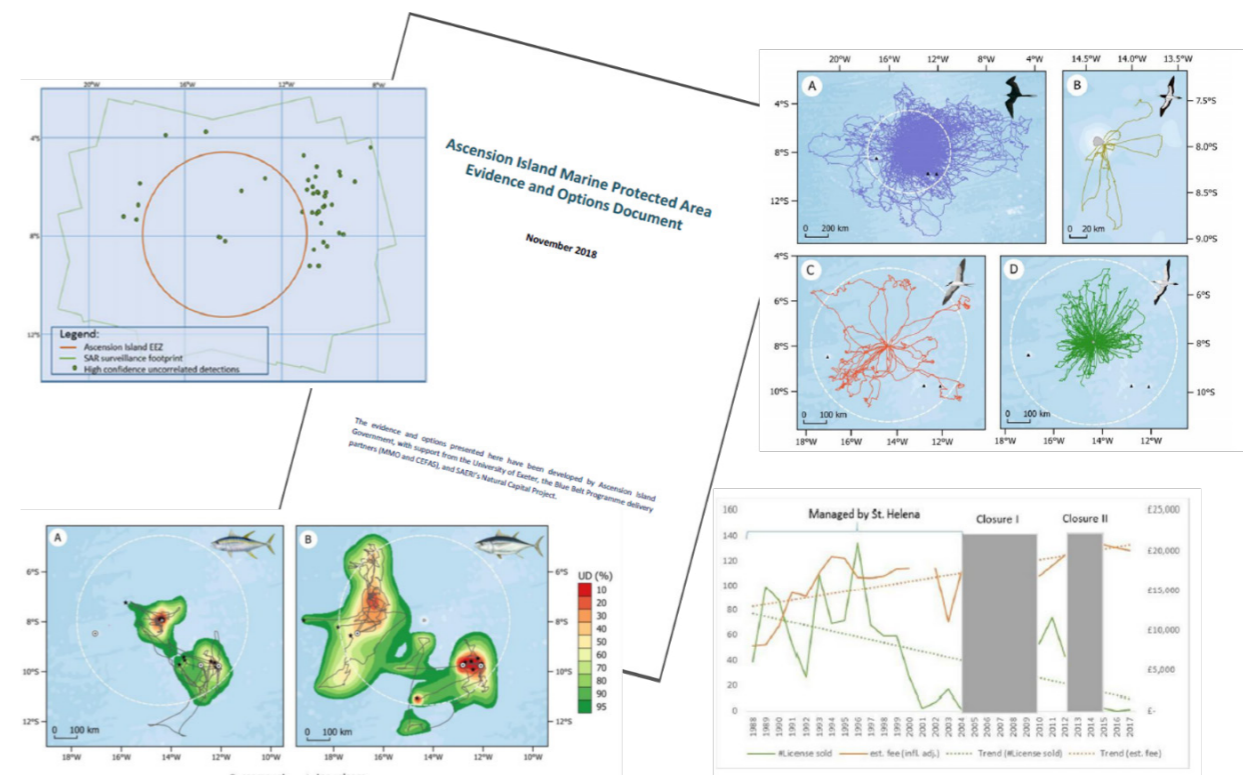 20°W 16°W 12°W 8°W
4°S
8°S
12°S
Legend:
Ascension Island EEZ
SAR surveillance footprint
High confidence uncorrelated detections
Ascension Island Marine Protected Area
Evidence and Options Document
November 2018
The evidence and options presented here have been developed by Ascension Island
Government, with support from the University of Exeter, the Blue Belt Programme delivery
partners (MMO and CEFAS), and SAERI's Natural Capital Project.
20°W 16°W 12°W 8°W 4°W
14.5°W 14.0°W 13.5°W
A
B
4°S
8°S
12°S
7.5°S
8.0°S
8.5°S
9.0°S
0 200 km
0 20 km
C
D
4°S
6°S
8°S
10°S
6°S
8°S
10°S
0 100 km
0 100 km
18°W 16°W 14°W 12°W
18°W 16°W 14°W 12°W
A
B
6°S
8°S
10°S
12°S
UD (%)
10
20
30
40
50
60
70
80
90
95
0 100 km
0 100 km
18°W 16°W 14°W 12°W
18°W 16°W 14°W 12°W 10°W
Managed by St. Helena
Closure I
Closure II
160
140
120
100
80
60
40
20
0
£25,000
£20,000
£15,000
£10,000
£5,000
£-
1988 1989 1990 1991 1992 1993 1994 1995 1996 1997 1998 1999 2000 2001 2002 2003 2004 2005 2006 2007 2008 2009 2010 2011 2012 2013 2014 2015 2016 2017
#License sold est. fee (infl. adj.) Trend (#License sold) Trend (est. fee)